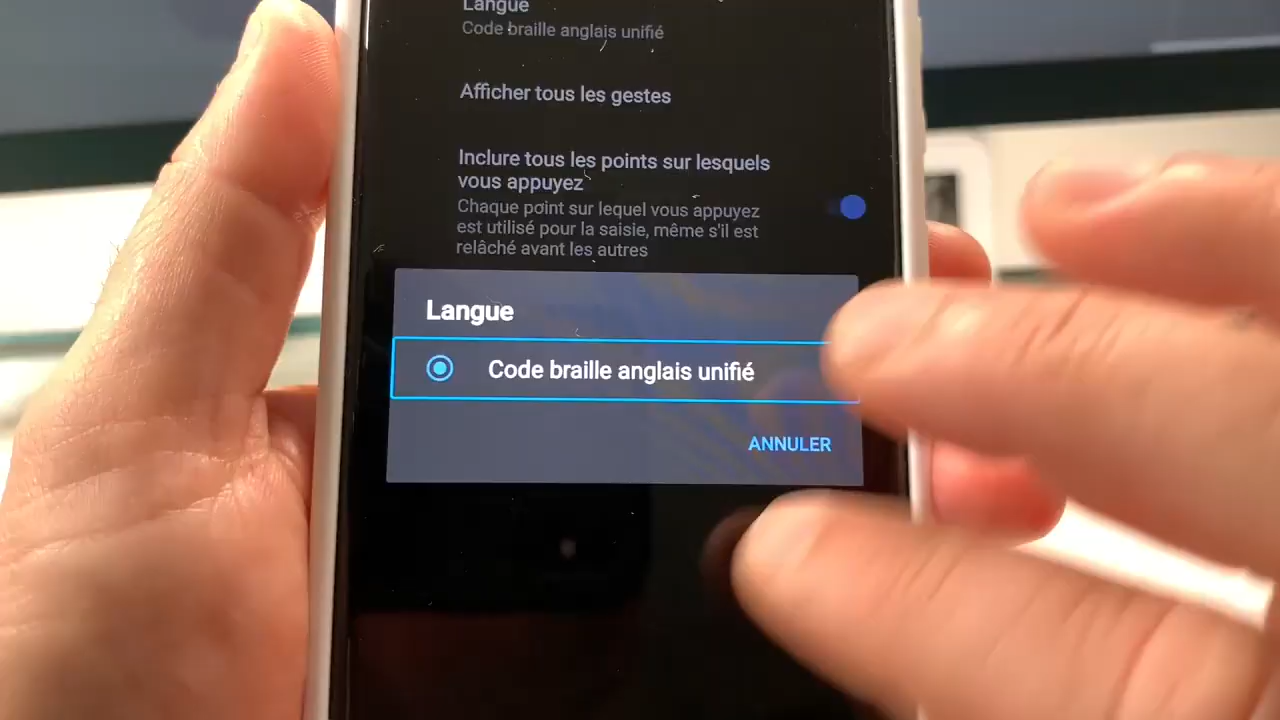 Langue
Code braille anglais unifié
Afficher tous les gestes
Inclure tous les points sur lesquels
vous appuyez
Chaque point sur lequel vous appuyez
est utilisé pour la saisie, même s'il est
relâché avant les autres
Langue
Code braille anglais unifié
ANNULER